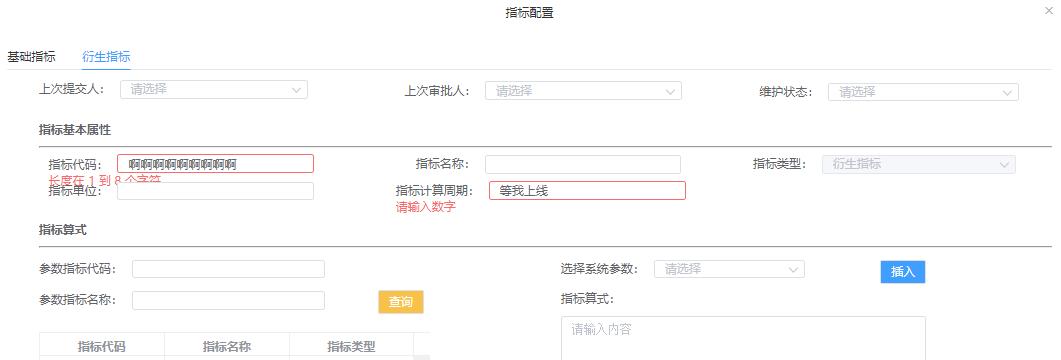 指标配置
×
基础指标 衍生指标
上次提交人: 请选择 上次审批人: 请选择 维护状态: 请选择
指标基本属性
指标代码: 啊啊啊啊啊啊啊啊啊 指标名称: 指标类型: 衍生指标
长度在 1 到 8 个字符
指标单位: 指标计算周期: 等我上线
请输入数字
指标算式
参数指标代码: 选择系统参数: 请选择 插入
参数指标名称: 查询 指标算式:
请输入内容
指标代码 指标名称 指标类型